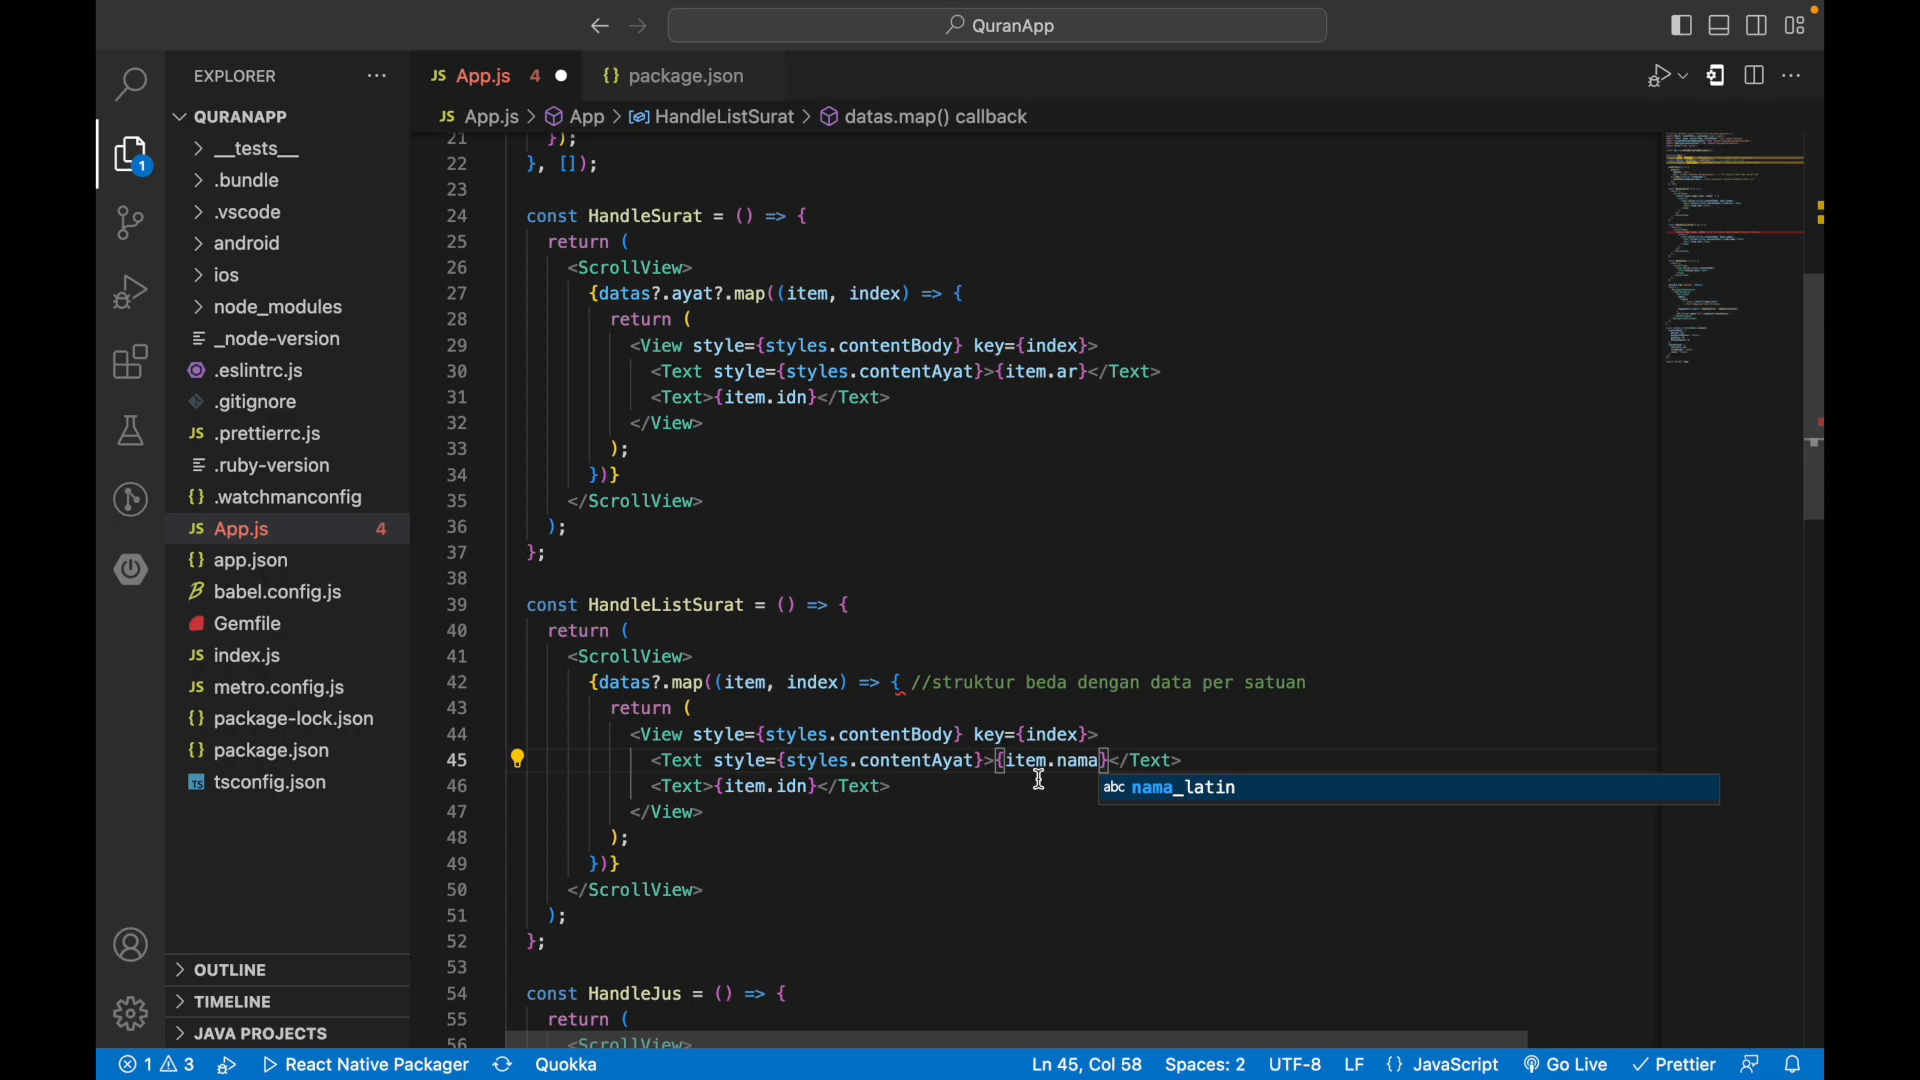 QuranApp
EXPLORER
JS App.js 4
{} package.json
JS App.js > App > HandleListSurat > datas.map() callback
QURANAPP
__tests__
.bundle
.vscode
android
ios
node_modules
_node-version
.eslintrc.js
.gitignore
JS .prettierrc.js
.ruby-version
{} .watchmanconfig
JS App.js 4
{} app.json
babel.config.js
Gemfile
JS index.js
JS metro.config.js
{} package-lock.json
{} package.json
TS tsconfig.json
OUTLINE
TIMELINE
JAVA PROJECTS
1
21 });
22 }, []);
23
24 const HandleSurat = () => {
25 return (
26 <ScrollView>
27 {datas?.ayat?.map((item, index) => {
28 return (
29 <View style={styles.contentBody} key={index}>
30 <Text style={styles.contentAyat}>{item.ar}</Text>
31 <Text>{item.idn}</Text>
32 </View>
33 );
34 })}
35 </ScrollView>
36 );
37 };
38
39 const HandleListSurat = () => {
40 return (
41 <ScrollView>
42 {datas?.map((item, index) => { //struktur beda dengan data per satuan
43 return (
44 <View style={styles.contentBody} key={index}>
45 <Text style={styles.contentAyat}>{item.nama}</Text>
abc nama_latin
46 <Text>{item.idn}</Text>
47 </View>
48 );
49 })}
50 </ScrollView>
51 );
52 };
53
54 const HandleJus = () => {
55 return (
56 <ScrollView>
1 3 React Native Packager Quokka Ln 45, Col 58 Spaces: 2 UTF-8 LF {} JavaScript Go Live Prettier